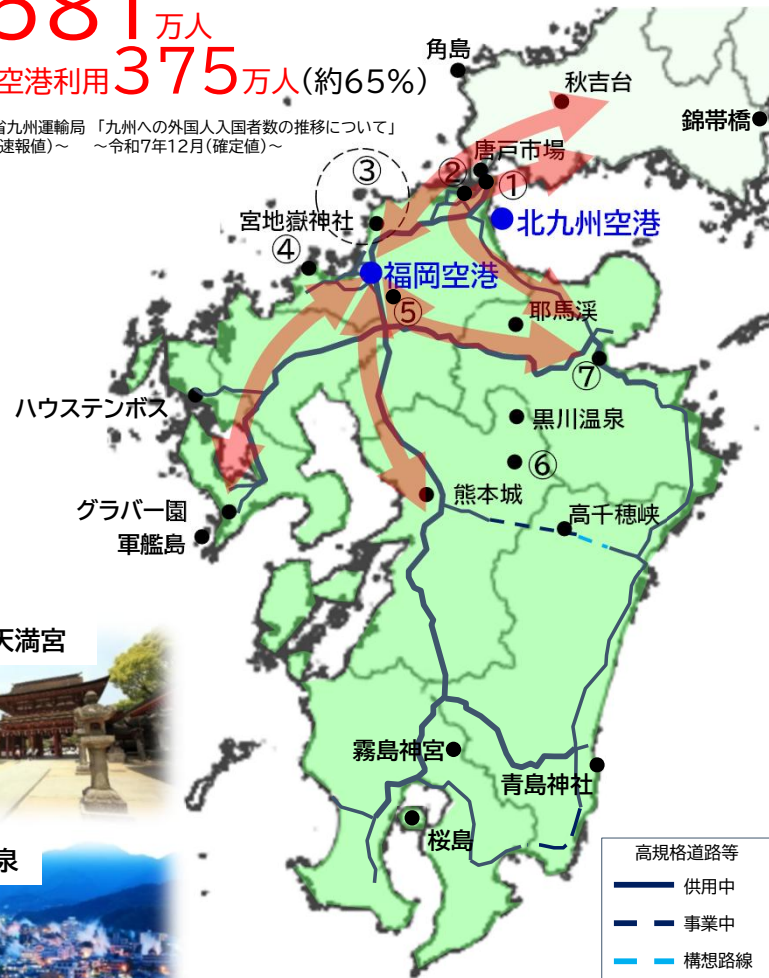 581万人
空港利用375万人(約65%)
省九州運輸局 「九州への外国人入国者数の推移について」
速報値)～ ～令和7年12月(確定値)～
角島
秋吉台
錦帯橋
唐戸市場
③
②
①
宮地嶽神社
北九州空港
④
福岡空港
⑤
耶馬渓
⑦
ハウステンボス
黒川温泉
⑥
熊本城
グラバー園
高千穂峡
軍艦島
天満宮
霧島神宮
青島神社
桜島
泉
高規格道路等
供用中
事業中
構想路線